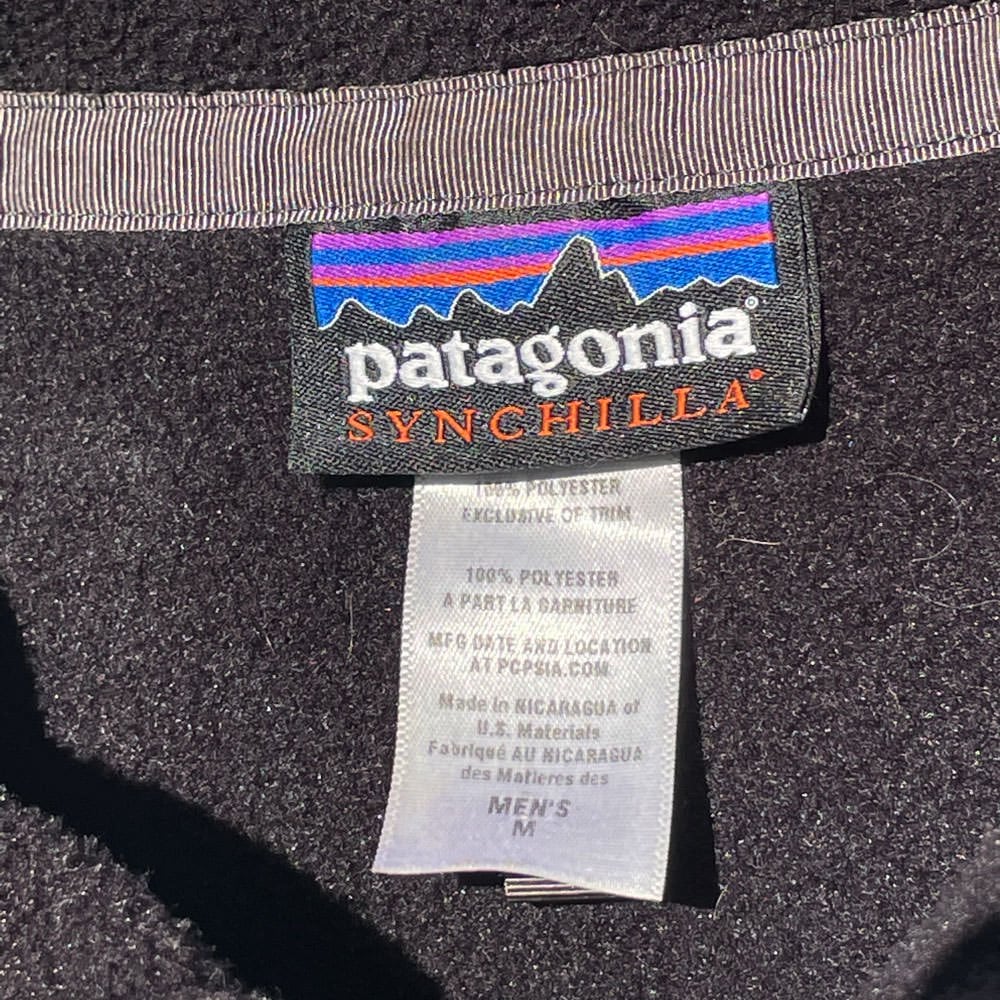 patagonia®
SYNCHILLA®
100% POLYESTER
EXCLUSIVE OF TRIM
100% POLYESTER
A PART LA GARNITURE
MFG DATE AND LOCATION
AT PCPSIA.COM
Made in NICARAGUA of
U.S. Materials
Fabriqué AU NICARAGUA
des Matieres des
MEN'S
M